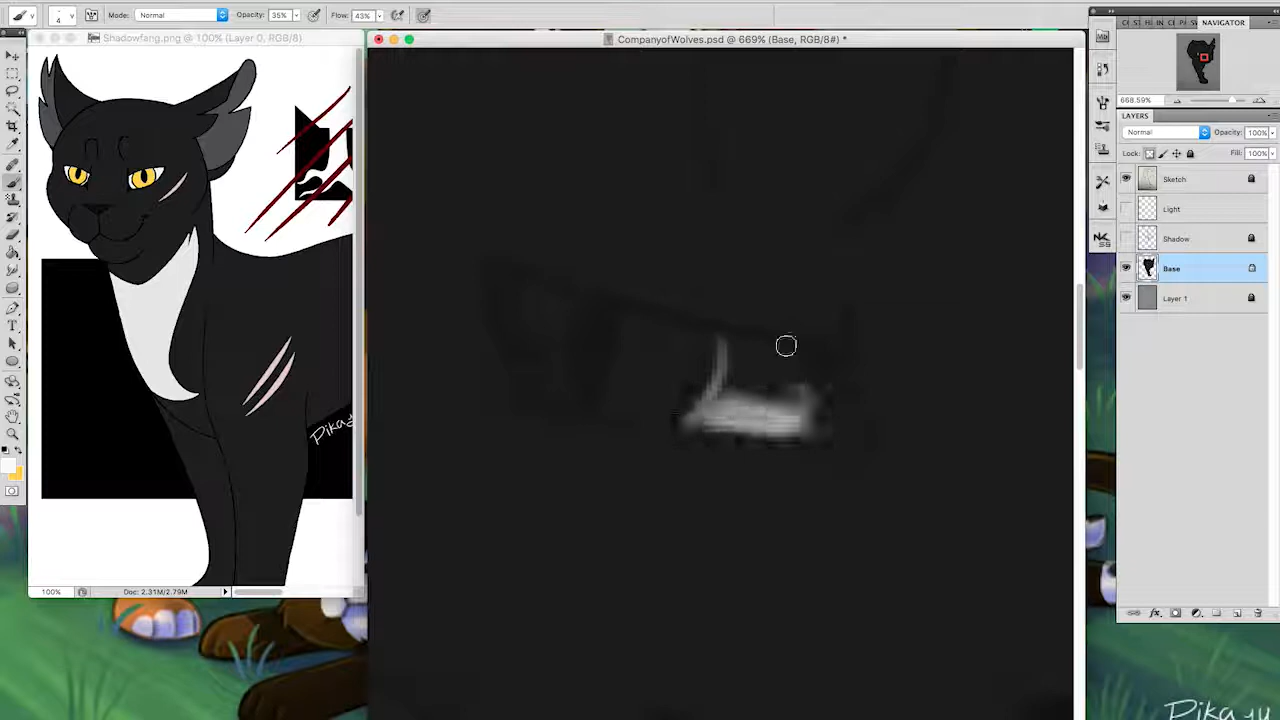 Mode: Normal Opacity: 35% Flow: 43%
4
Shadowfang.png @ 100% (Layer 0, RGB/8)
CompanyofWolves.psd @ 669% (Base, RGB/8#) *
NAVIGATOR
668.59%
LAYERS
Normal Opacity: 100%
Lock: Fill: 100%
Sketch
Light
Shadow
Base
Layer 1
Pika
100% Doc: 2.31M/2.79M